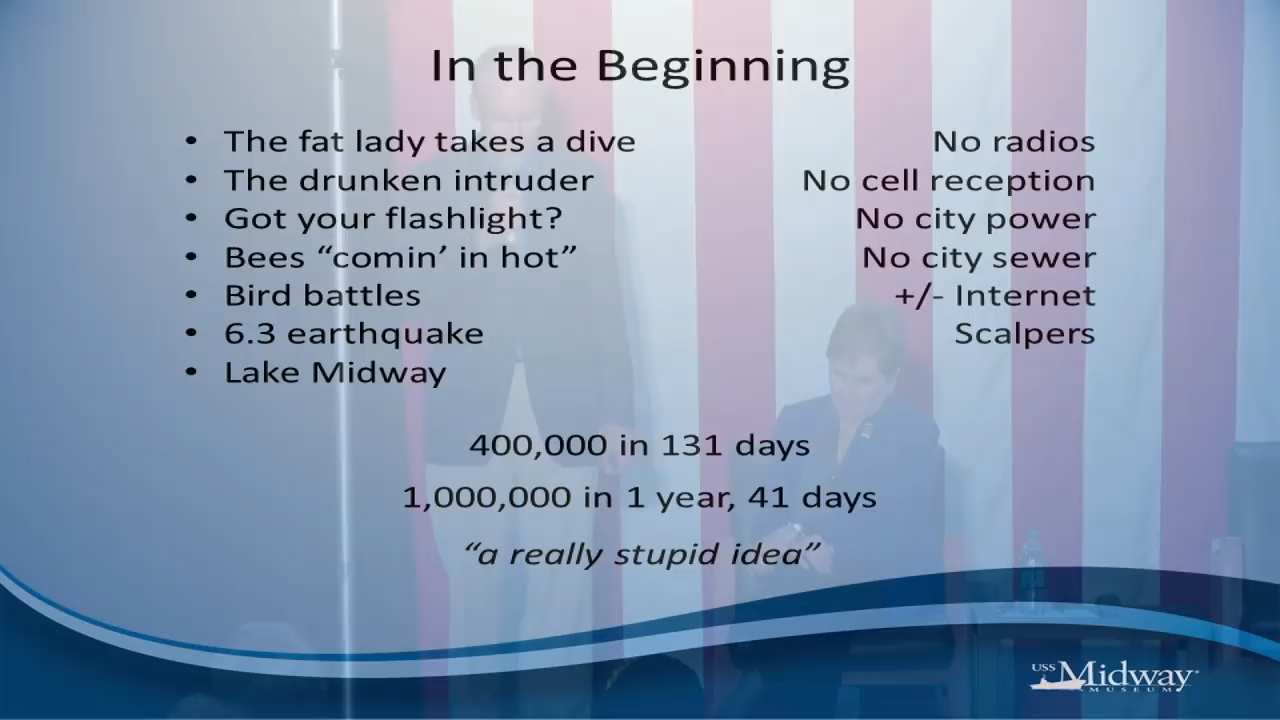 In the Beginning
• The fat lady takes a dive
• The drunken intruder
• Got your flashlight?
• Bees “comin’ in hot”
• Bird battles
• 6.3 earthquake
• Lake Midway
No radios
No cell reception
No city power
No city sewer
+/- Internet
Scalpers
400,000 in 131 days
1,000,000 in 1 year, 41 days
“a really stupid idea”
USS Midway
MUSEUM